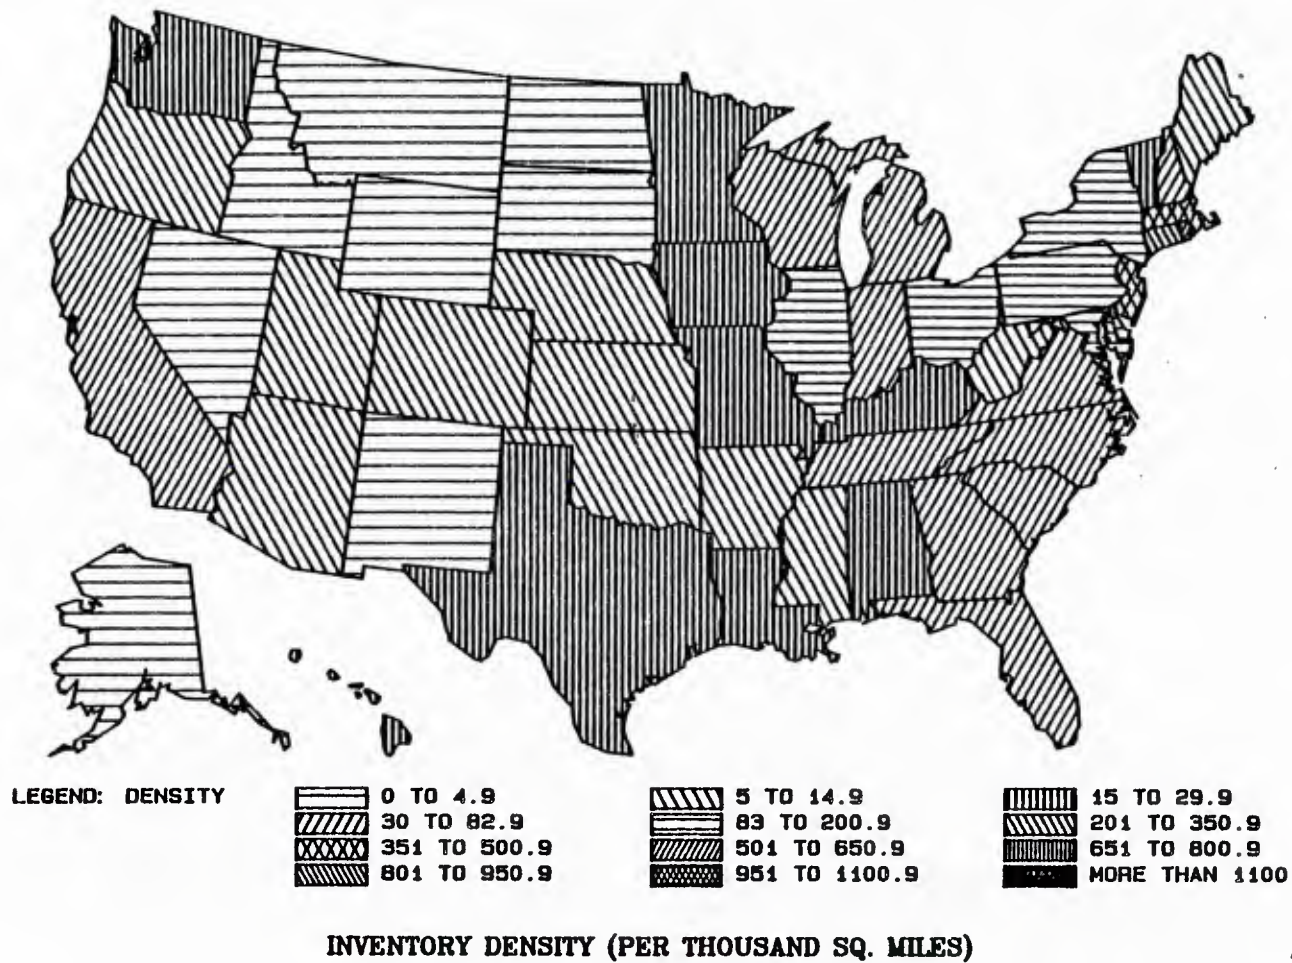 LEGEND: DENSITY
0 TO 4.9
5 TO 14.9
15 TO 29.9
30 TO 82.9
83 TO 200.9
201 TO 350.9
351 TO 500.9
501 TO 650.9
651 TO 800.9
801 TO 950.9
951 TO 1100.9
MORE THAN 1100
INVENTORY DENSITY (PER THOUSAND SQ. MILES)